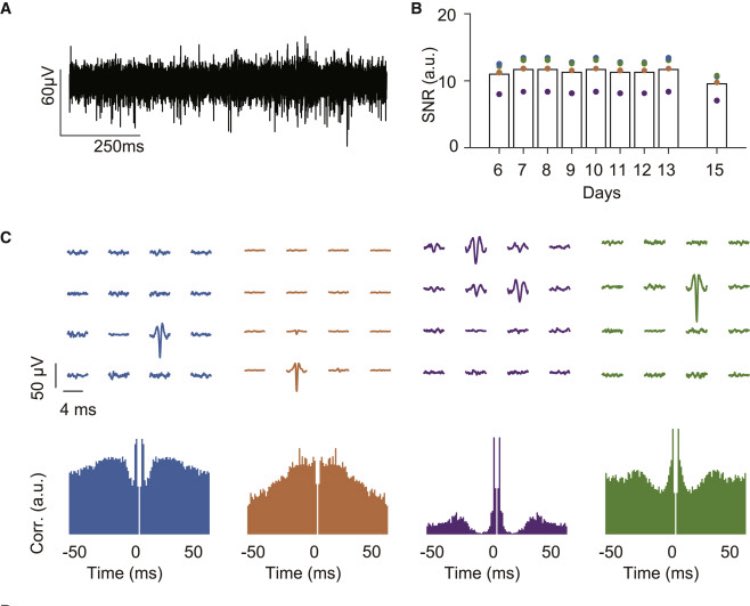 A
60µV
250ms
B
SNR (a.u.)
20
10
0
6 7 8 9 10 11 12 13 15
Days
C
50 µV
4 ms
Corr. (a.u.)
-50 0 50 -50 0 50 -50 0 50 -50 0 50
Time (ms) Time (ms) Time (ms) Time (ms)